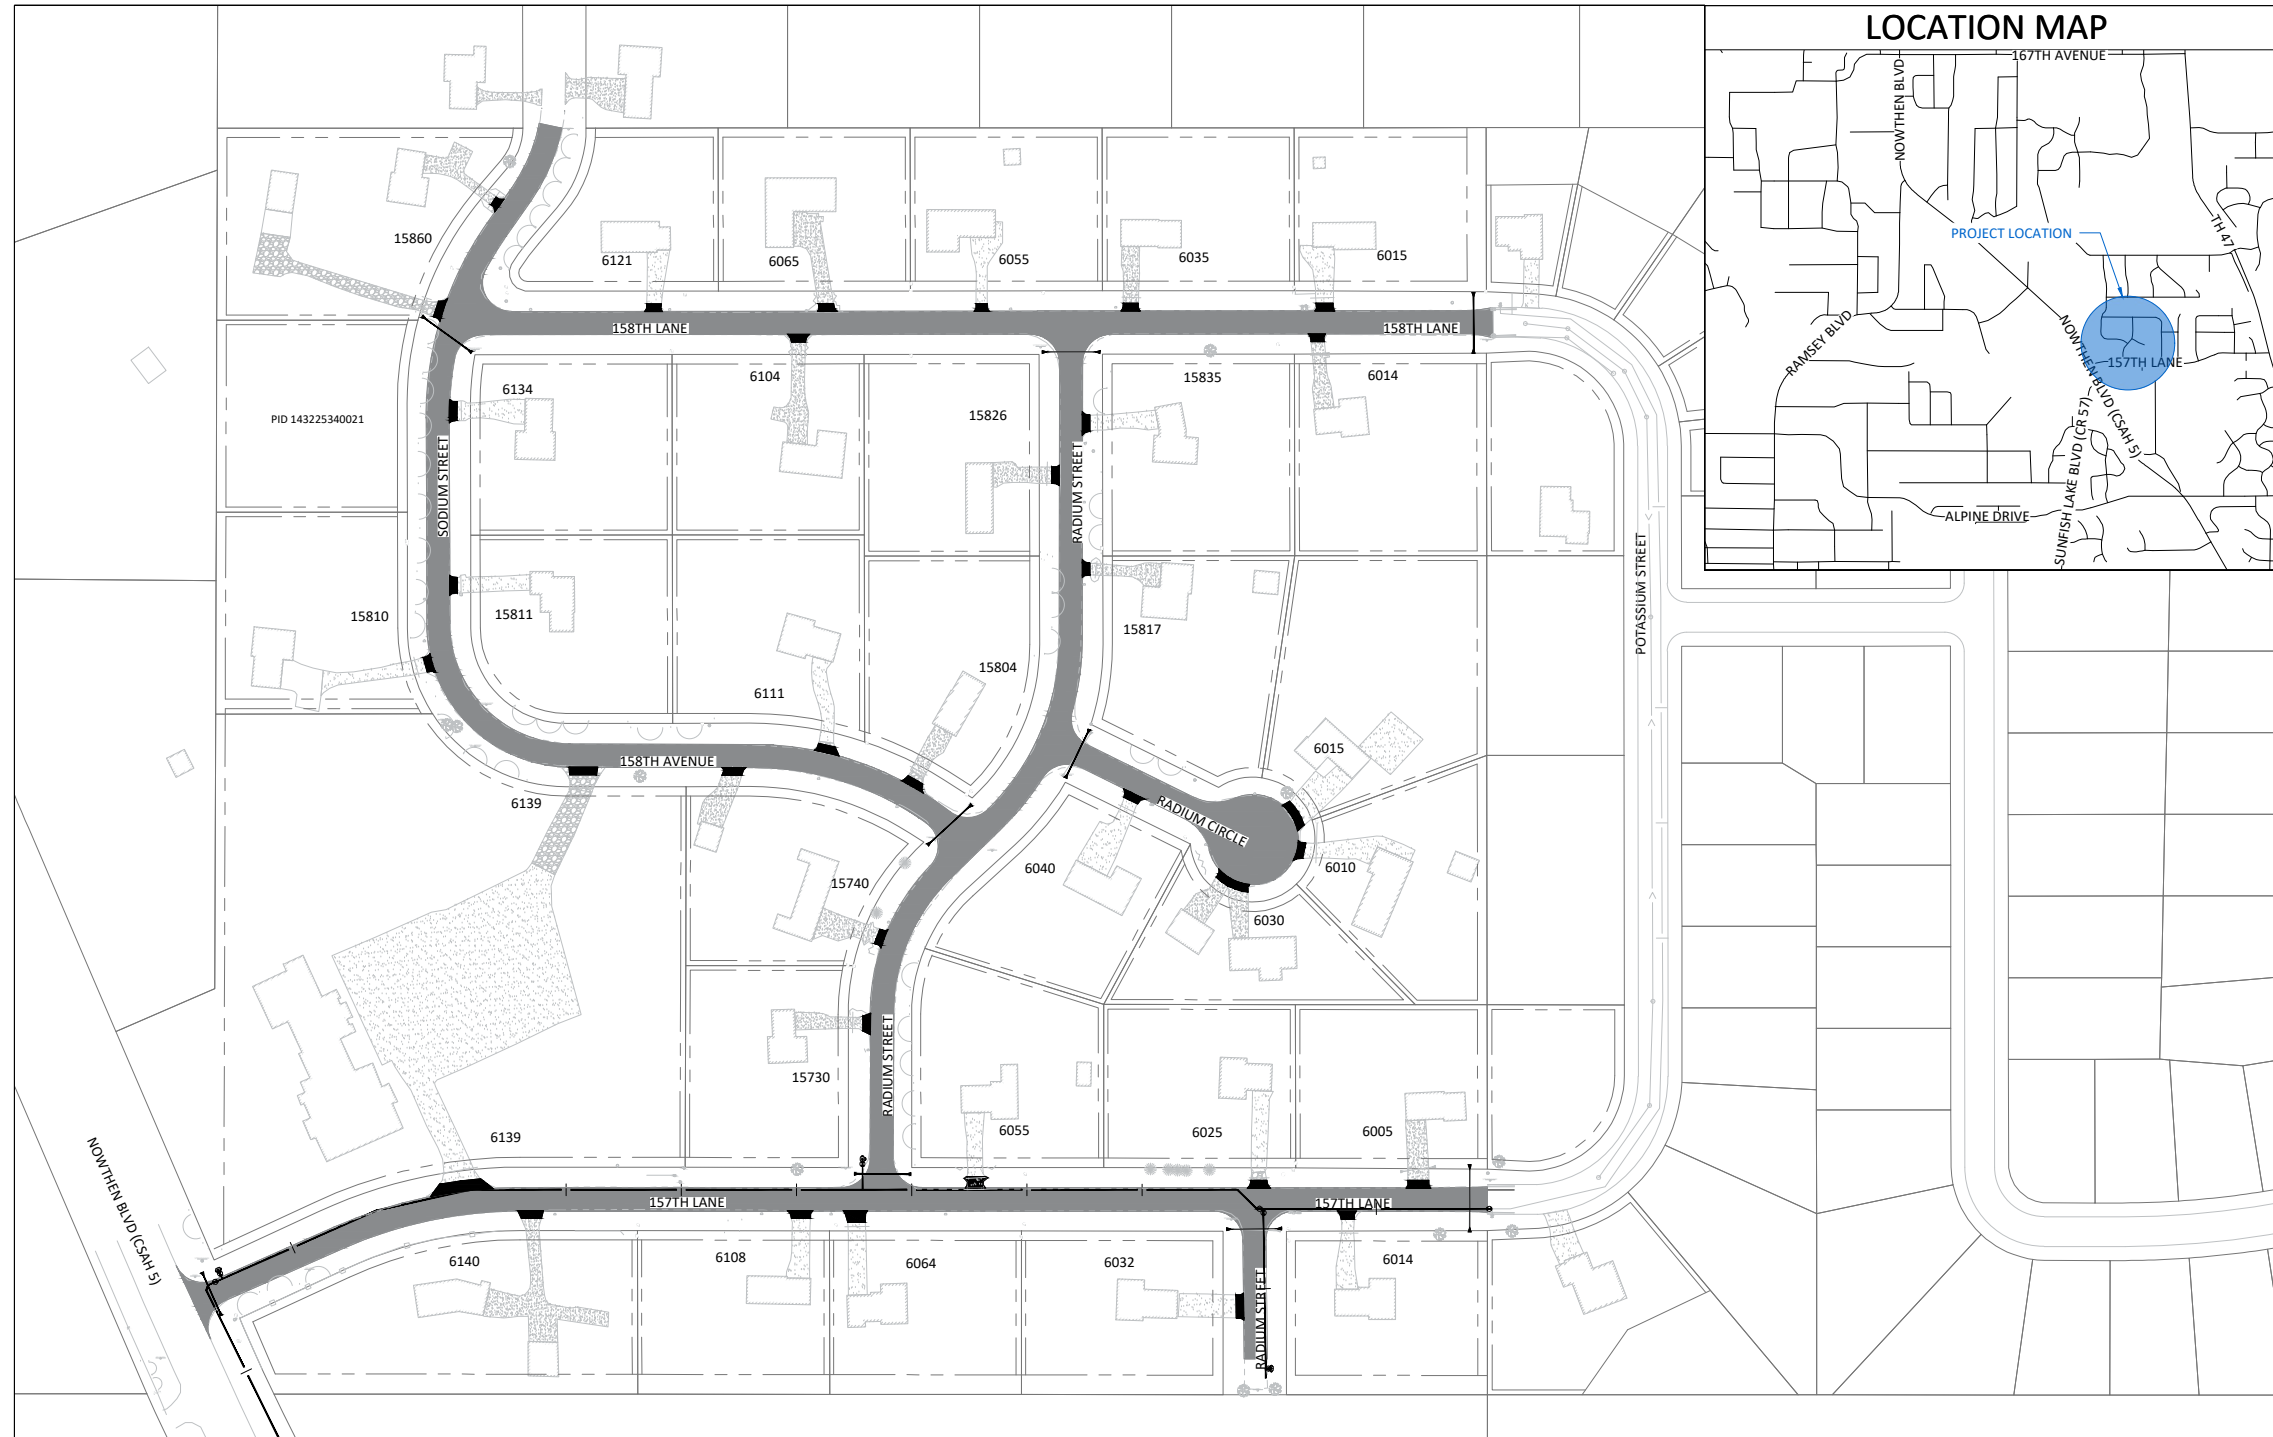 LOCATION MAP
167TH AVENUE
NOWTHEN BLVD
PROJECT LOCATION
TH 47
RAMSEY BLVD
NOWTHEN BLVD (CSAH 5)
157TH LANE
SUNFISH LAKE BLVD (CR 57)
ALPINE DRIVE
15860
6121
6065
6055
6035
6015
158TH LANE
158TH LANE
6134
6104
15826
15835
6014
PID 143225340021
SODIUM STREET
RADIUM STREET
POTASSIUM STREET
15810
15811
15817
6111
15804
6015
158TH AVENUE
6139
RADIUM CIRCLE
15740
6040
6010
6030
RADIUM STREET
15730
6139
6055
6025
6005
NOWTHEN BLVD (CSAH 5)
157TH LANE
157TH LANE
6140
6108
6064
6032
6014
RADIUM STREET